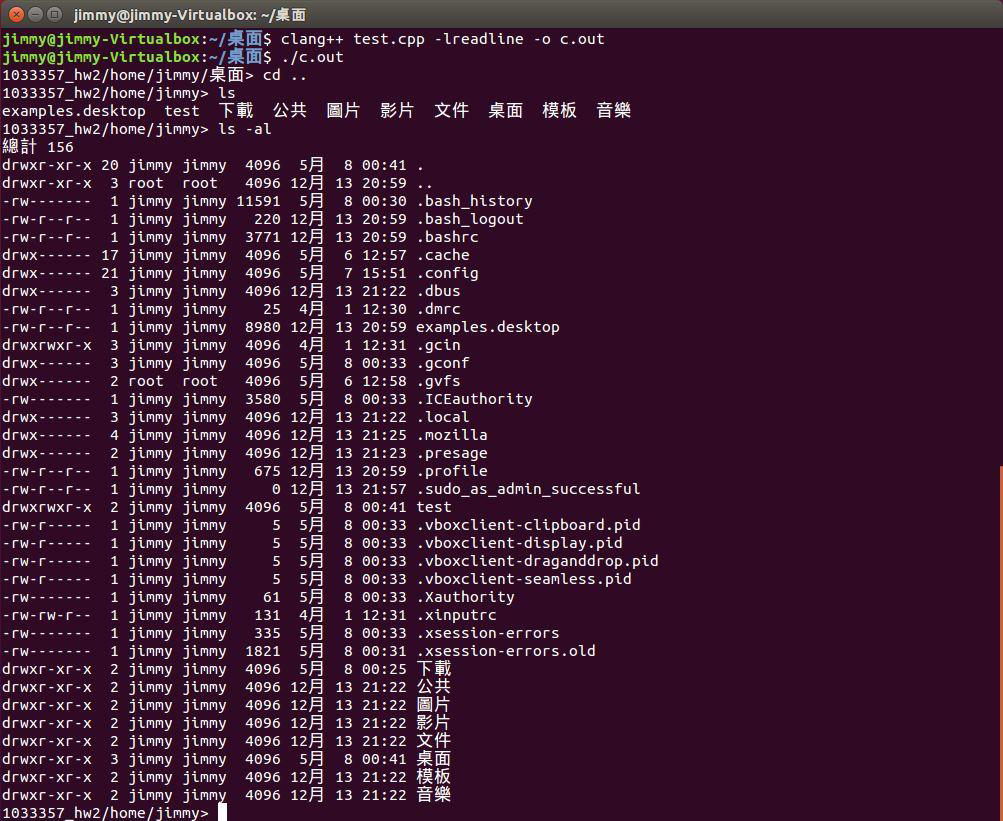 jimmy@jimmy-Virtualbox: ~/桌面
jimmy@jimmy-Virtualbox:~/桌面$ clang++ test.cpp -lreadline -o c.out
jimmy@jimmy-Virtualbox:~/桌面$ ./c.out
1033357_hw2/home/jimmy/桌面> cd ..
1033357_hw2/home/jimmy> ls
examples.desktop  test  下載  公共  圖片  影片  文件  桌面  模板  音樂
1033357_hw2/home/jimmy> ls -al
總計 156
drwxr-xr-x 20 jimmy jimmy  4096  5月  8 00:41 .
drwxr-xr-x  3 root  root   4096 12月 13 20:59 ..
-rw-------  1 jimmy jimmy 11591  5月  8 00:30 .bash_history
-rw-r--r--  1 jimmy jimmy   220 12月 13 20:59 .bash_logout
-rw-r--r--  1 jimmy jimmy  3771 12月 13 20:59 .bashrc
drwx------ 17 jimmy jimmy  4096  5月  6 12:57 .cache
drwx------ 21 jimmy jimmy  4096  5月  7 15:51 .config
drwx------  3 jimmy jimmy  4096 12月 13 21:22 .dbus
-rw-r--r--  1 jimmy jimmy    25  4月  1 12:30 .dmrc
-rw-r--r--  1 jimmy jimmy  8980 12月 13 20:59 examples.desktop
drwxrwxr-x  3 jimmy jimmy  4096  4月  1 12:31 .gcin
drwx------  3 jimmy jimmy  4096  5月  8 00:33 .gconf
drwx------  2 root  root   4096  5月  6 12:58 .gvfs
-rw-------  1 jimmy jimmy  3580  5月  8 00:33 .ICEauthority
drwx------  3 jimmy jimmy  4096 12月 13 21:22 .local
drwx------  4 jimmy jimmy  4096 12月 13 21:25 .mozilla
drwx------  2 jimmy jimmy  4096 12月 13 21:23 .presage
-rw-r--r--  1 jimmy jimmy   675 12月 13 20:59 .profile
-rw-r--r--  1 jimmy jimmy     0 12月 13 21:57 .sudo_as_admin_successful
drwxrwxr-x  2 jimmy jimmy  4096  5月  8 00:41 test
-rw-r-----  1 jimmy jimmy     5  5月  8 00:33 .vboxclient-clipboard.pid
-rw-r-----  1 jimmy jimmy     5  5月  8 00:33 .vboxclient-display.pid
-rw-r-----  1 jimmy jimmy     5  5月  8 00:33 .vboxclient-draganddrop.pid
-rw-r-----  1 jimmy jimmy     5  5月  8 00:33 .vboxclient-seamless.pid
-rw-------  1 jimmy jimmy    61  5月  8 00:33 .Xauthority
-rw-rw-r--  1 jimmy jimmy   131  4月  1 12:31 .xinputrc
-rw-------  1 jimmy jimmy   335  5月  8 00:33 .xsession-errors
-rw-------  1 jimmy jimmy  1821  5月  8 00:31 .xsession-errors.old
drwxr-xr-x  2 jimmy jimmy  4096  5月  8 00:25 下載
drwxr-xr-x  2 jimmy jimmy  4096 12月 13 21:22 公共
drwxr-xr-x  2 jimmy jimmy  4096 12月 13 21:22 圖片
drwxr-xr-x  2 jimmy jimmy  4096 12月 13 21:22 影片
drwxr-xr-x  2 jimmy jimmy  4096 12月 13 21:22 文件
drwxr-xr-x  3 jimmy jimmy  4096  5月  8 00:41 桌面
drwxr-xr-x  2 jimmy jimmy  4096 12月 13 21:22 模板
drwxr-xr-x  2 jimmy jimmy  4096 12月 13 21:22 音樂
1033357_hw2/home/jimmy>